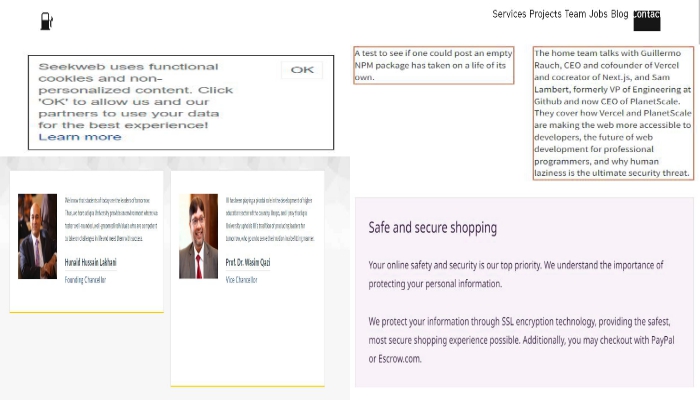 Services Projects Team Jobs Blog Contac
Seekweb uses functional
cookies and non-
personalized content. Click
'OK' to allow us and our
partners to use your data
for the best experience!
Learn more
OK
A test to see if one could post an empty
NPM package has taken on a life of its
own.
The home team talks with Guillermo
Rauch, CEO and cofounder of Vercel
and cocreator of Next.js, and Sam
Lambert, formerly VP of Engineering at
Github and now CEO of PlanetScale.
They cover how Vercel and PlanetScale
are making the web more accessible to
developers, the future of web
development for professional
programmers, and why human
laziness is the ultimate security threat.
Hunaid Hussain Lakhani
Founding Chancellor
Prof. Dr. Wasim Qazi
Vice Chancellor
Safe and secure shopping
Your online safety and security is our top priority. We understand the importance of
protecting your personal information.
We protect your information through SSL encryption technology, providing the safest,
most secure shopping experience possible. Additionally, you may checkout with PayPal
or Escrow.com.